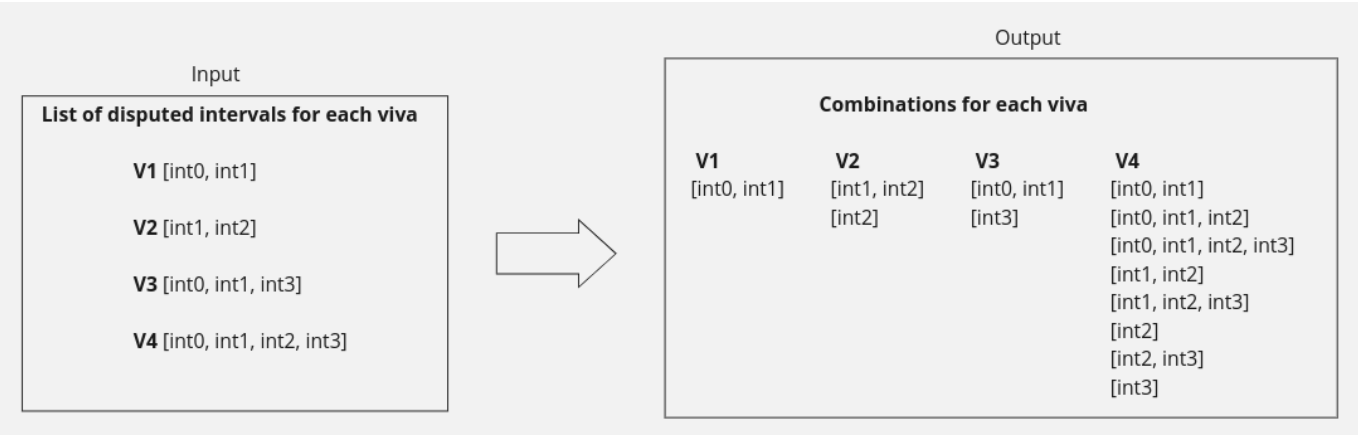 Input
List of disputed intervals for each viva
V1 [int0, int1]
V2 [int1, int2]
V3 [int0, int1, int3]
V4 [int0, int1, int2, int3]
Output
Combinations for each viva
V1
[int0, int1]
V2
[int1, int2]
[int2]
V3
[int0, int1]
[int3]
V4
[int0, int1]
[int0, int1, int2]
[int0, int1, int2, int3]
[int1, int2]
[int1, int2, int3]
[int2]
[int2, int3]
[int3]